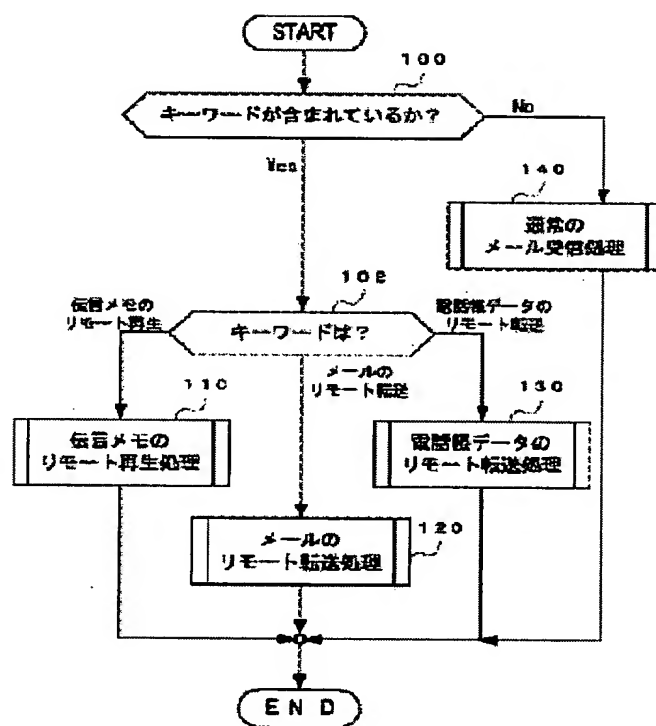 START
100
キーワードが含まれているか?
No
Yes
140
通常の
メール受信処理
102
伝言メモの
リモート再生
キーワードは?
電話帳データの
リモート転送
メールの
リモート転送
110
130
伝言メモの
リモート再生処理
電話帳データの
リモート転送処理
メールの
リモート転送処理
120
END